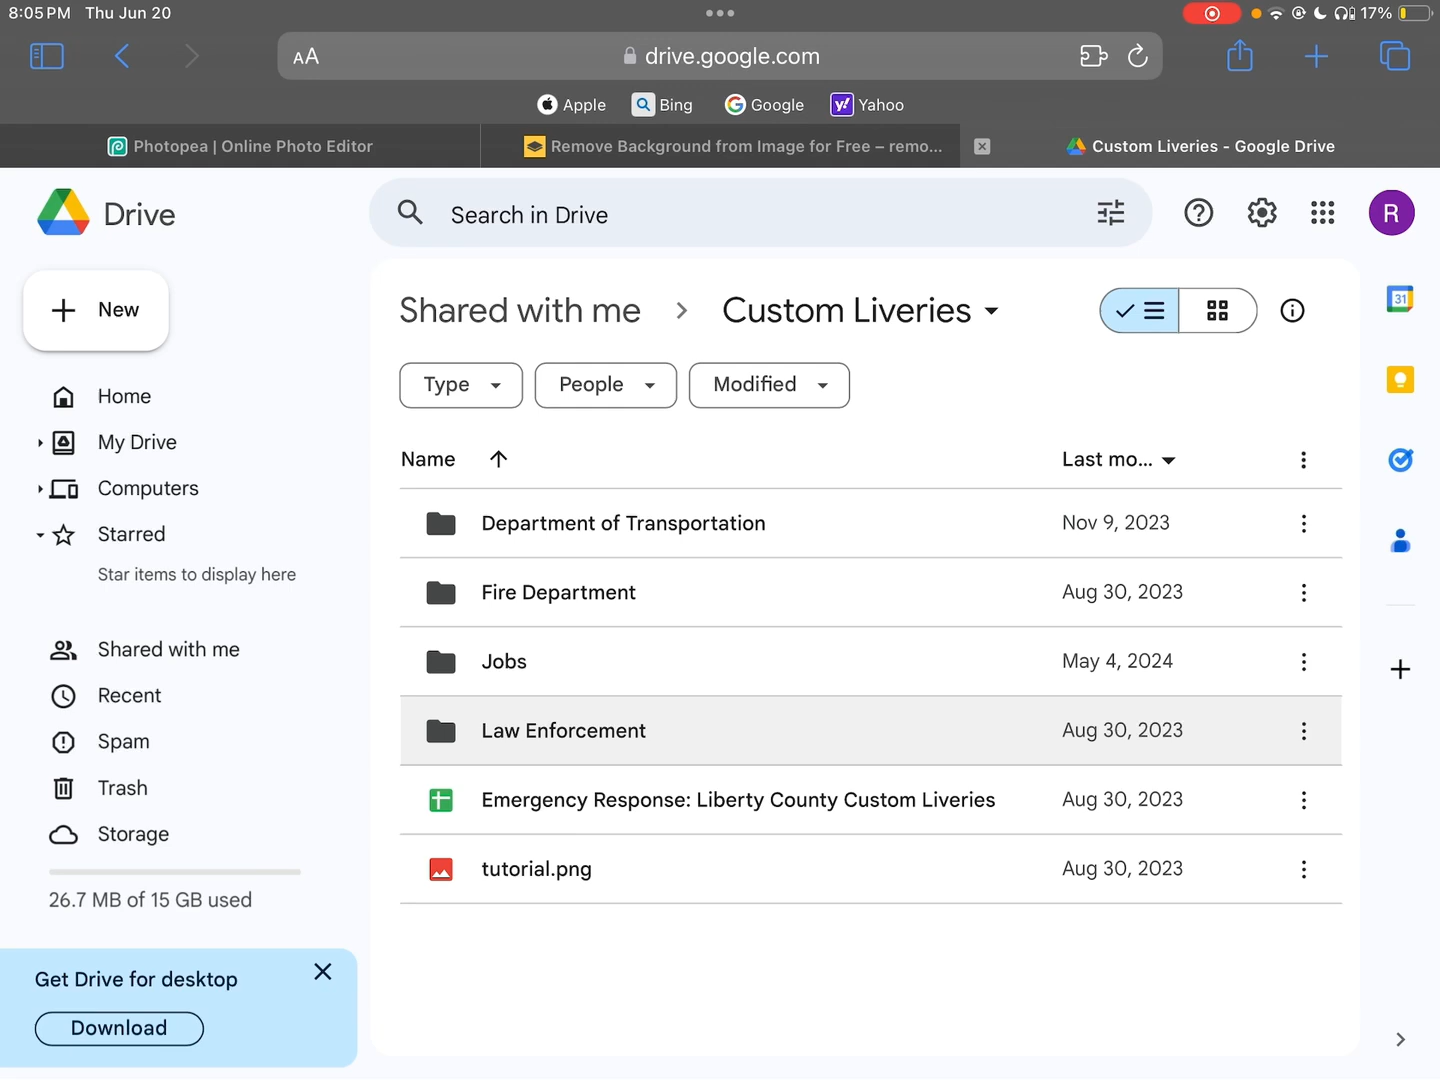 8:05 PM Thu Jun 20
17%
AA
drive.google.com
Apple
Bing
Google
Yahoo
Photopea | Online Photo Editor
Remove Background from Image for Free – remo...
Custom Liveries - Google Drive
Drive
Search in Drive
R
New
Shared with me
Custom Liveries
31
Type
People
Modified
Home
My Drive
Computers
Starred
Star items to display here
Shared with me
Recent
Spam
Trash
Storage
26.7 MB of 15 GB used
Get Drive for desktop
Download
Name
Last mo...
Department of Transportation
Nov 9, 2023
Fire Department
Aug 30, 2023
Jobs
May 4, 2024
Law Enforcement
Aug 30, 2023
Emergency Response: Liberty County Custom Liveries
Aug 30, 2023
tutorial.png
Aug 30, 2023